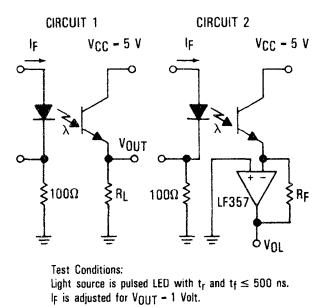 CIRCUIT 1
CIRCUIT 2
IF
VCC = 5 V
IF
VCC = 5 V
λ
λ
VOUT
100Ω
RL
100Ω
+ −
LF357
RF
VOL
Test Conditions:
Light source is pulsed LED with tr and tf ≤ 500 ns.
IF is adjusted for VOUT = 1 Volt.